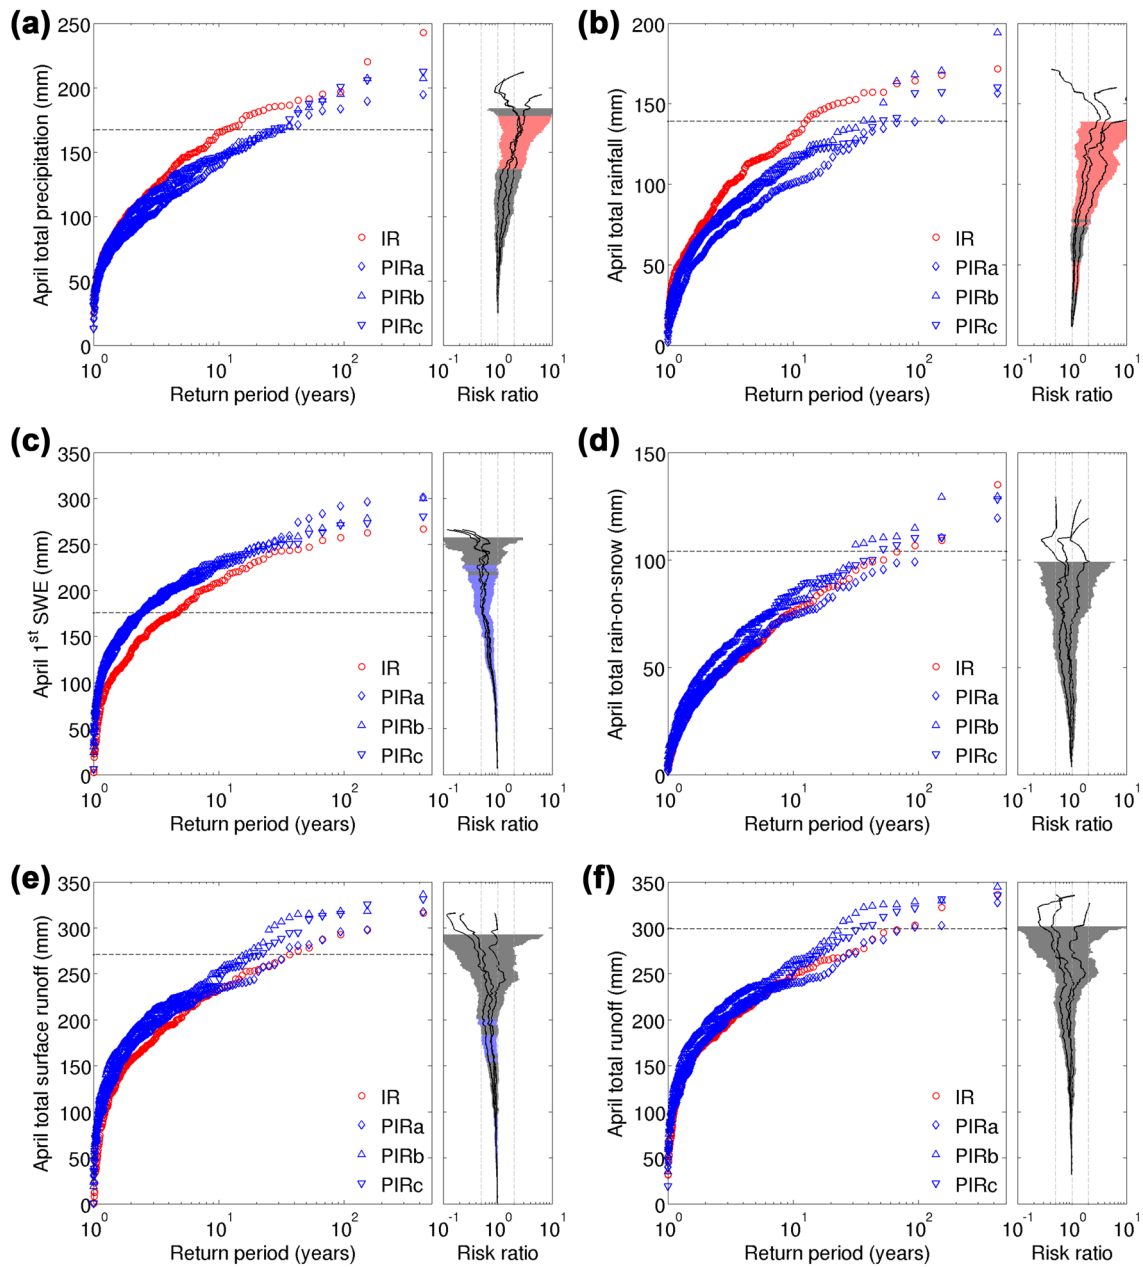 (a)
April total precipitation (mm)
250
200
150
100
50
0
IR
PIRa
PIRb
PIRc
10^0 10^1 10^2
Return period (years)
10^-1 10^0 10^1
Risk ratio
(b)
April total rainfall (mm)
200
150
100
50
0
IR
PIRa
PIRb
PIRc
10^0 10^1 10^2
Return period (years)
10^-1 10^0 10^1
Risk ratio
(c)
April 1^st SWE (mm)
350
300
250
200
150
100
50
0
IR
PIRa
PIRb
PIRc
10^0 10^1 10^2
Return period (years)
10^-1 10^0 10^1
Risk ratio
(d)
April total rain-on-snow (mm)
150
100
50
0
IR
PIRa
PIRb
PIRc
10^0 10^1 10^2
Return period (years)
10^-1 10^0 10^1
Risk ratio
(e)
April total surface runoff (mm)
350
300
250
200
150
100
50
0
IR
PIRa
PIRb
PIRc
10^0 10^1 10^2
Return period (years)
10^-1 10^0 10^1
Risk ratio
(f)
April total runoff (mm)
350
300
250
200
150
100
50
0
IR
PIRa
PIRb
PIRc
10^0 10^1 10^2
Return period (years)
10^-1 10^0 10^1
Risk ratio